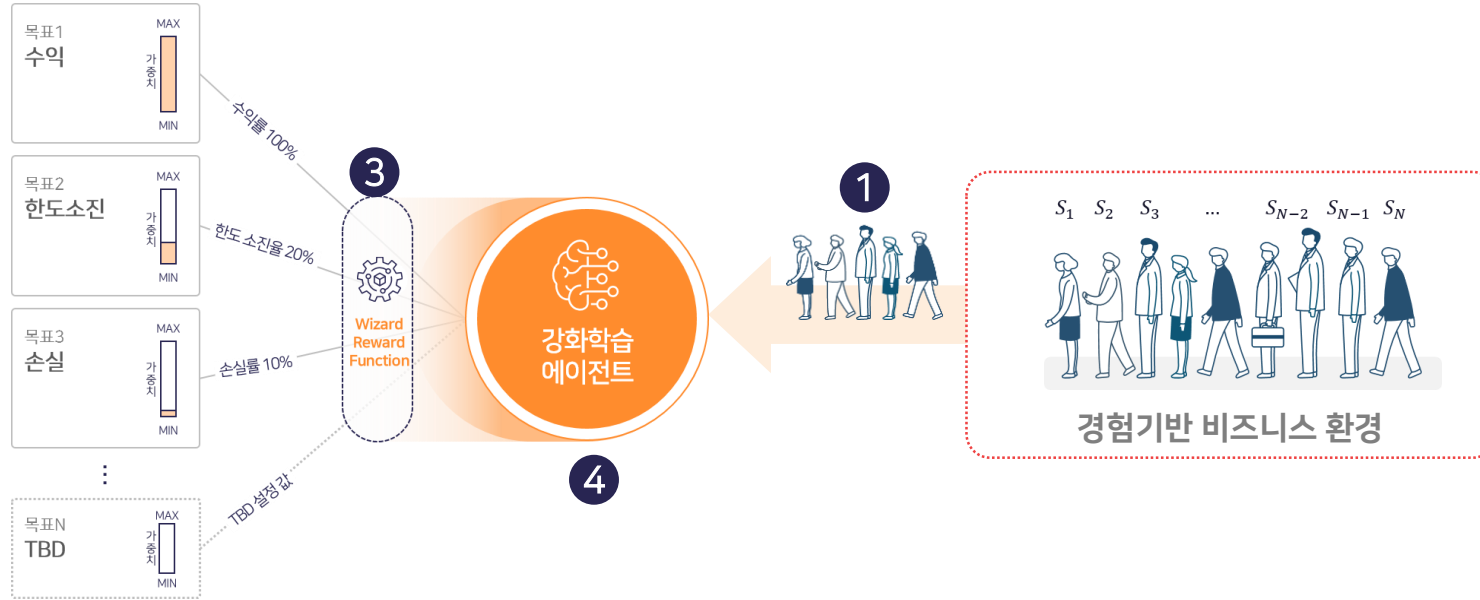 목표1
수익
MAX
가중치
MIN
수익률 100%
목표2
한도소진
MAX
가중치
MIN
한도 소진율 20%
목표3
손실
MAX
가중치
MIN
손실률 10%
⋮
목표N
TBD
MAX
가중치
MIN
TBD 설정 값
3
Wizard
Reward
Function
강화학습
에이전트
4
1
S₁ S₂ S₃ ... S_{N−2} S_{N−1} S_N
경험기반 비즈니스 환경